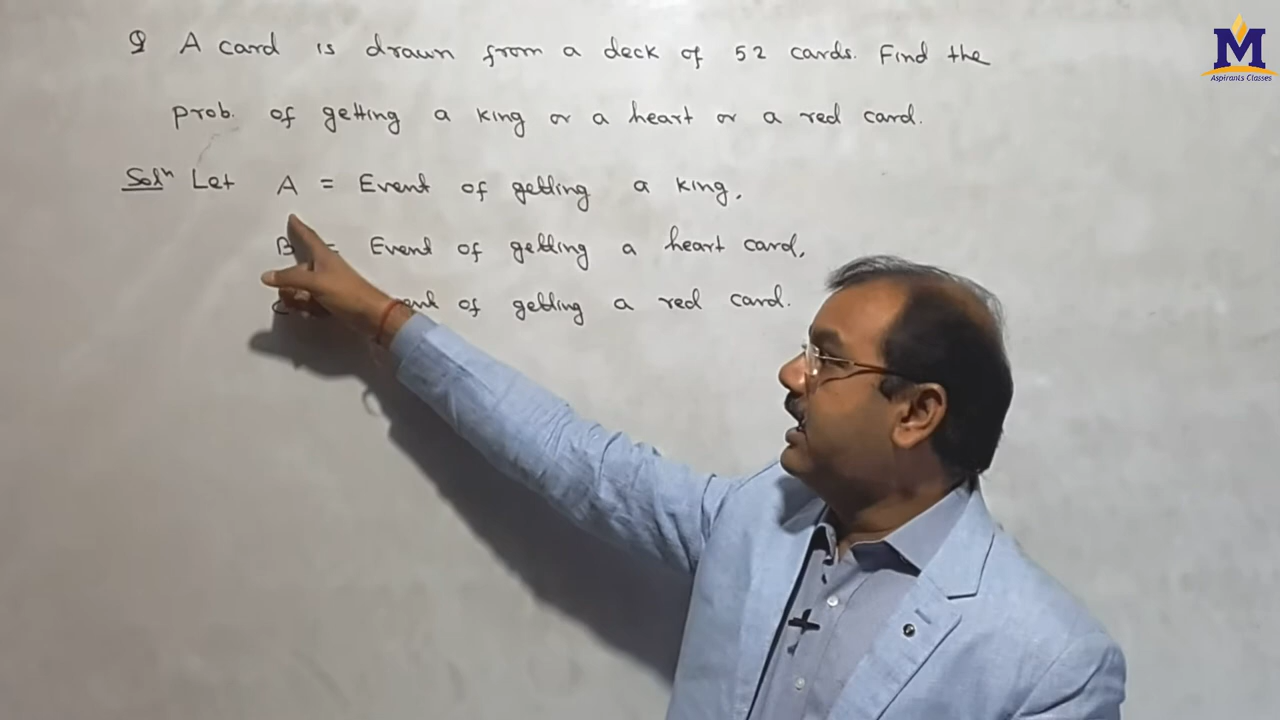 Q A card is drawn from a deck of 52 cards. Find the
prob. of getting a king or a heart or a red card.
Solⁿ Let A = Event of getting a king,
B = Event of getting a heart card,
of getting a red card.
M
Aspirants Classes